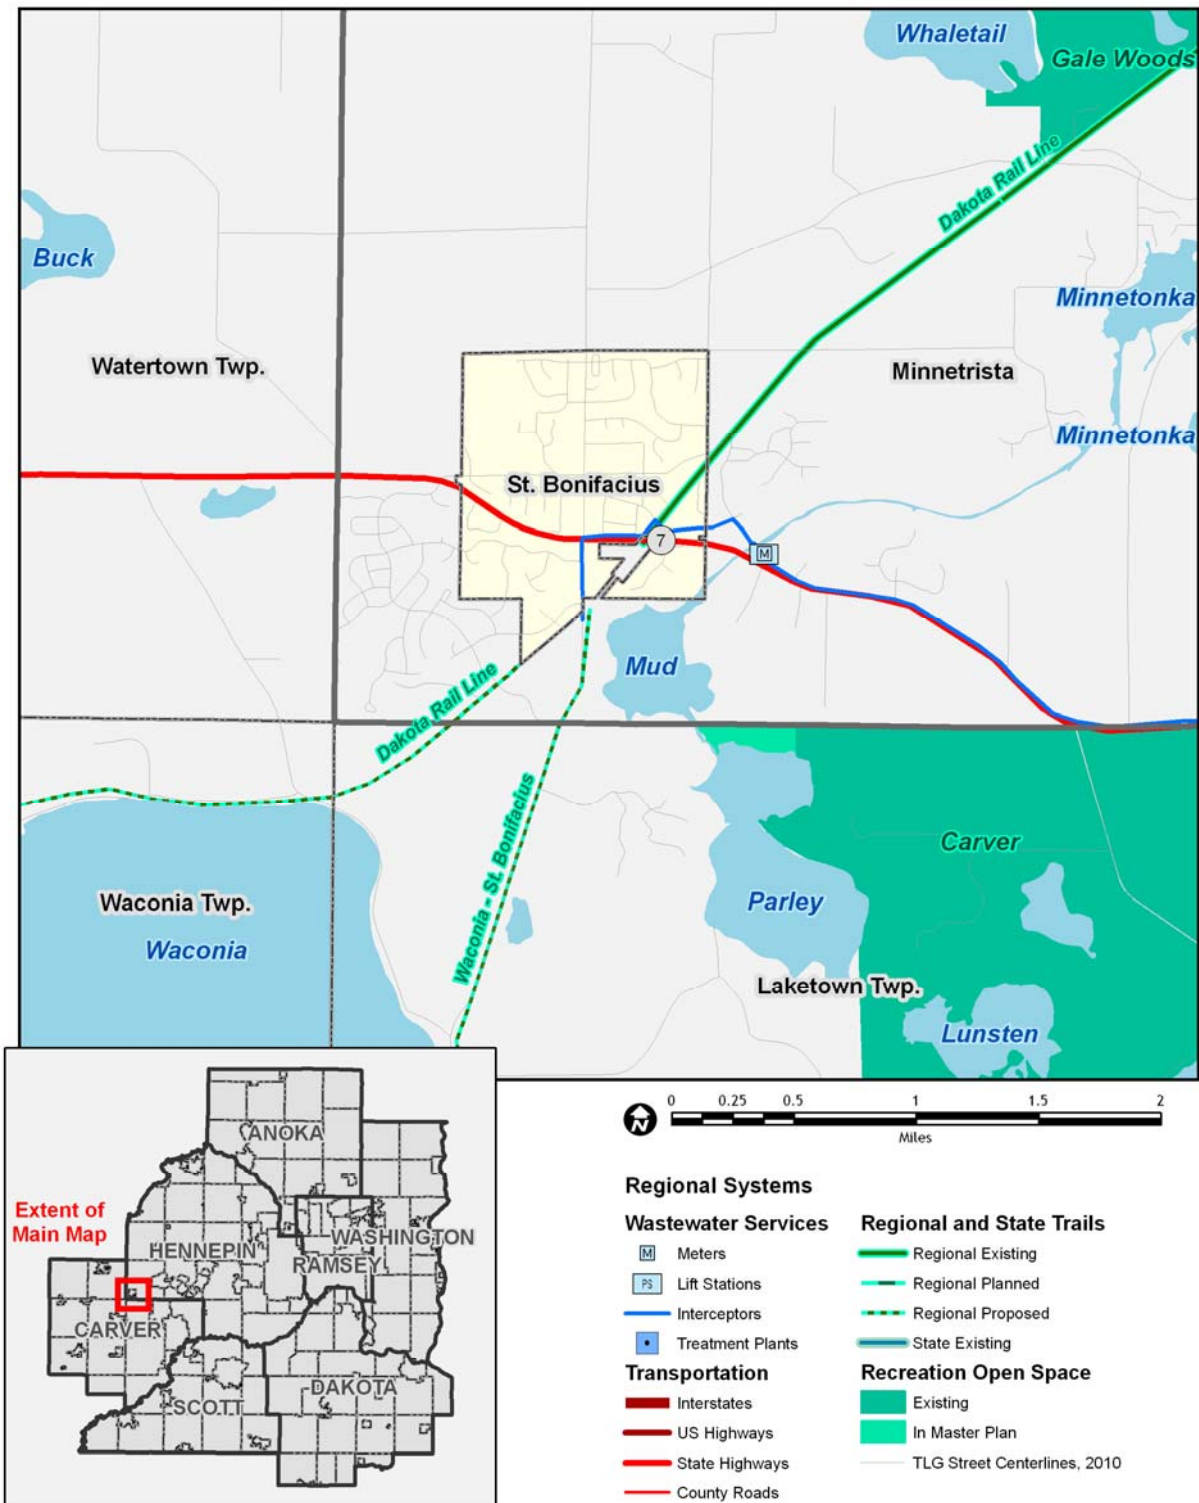 Whaletail
Gale Woods
Dakota Rail Line
Buck
Minnetonka
Watertown Twp.
Minnetrista
Minnetonka
St. Bonifacius
7
M
Mud
Dakota Rail Line
Waconia - St. Bonifacius
Carver
Waconia Twp.
Parley
Waconia
Laketown Twp.
Lunsten
Extent of
Main Map
ANOKA
HENNEPIN
WASHINGTON
RAMSEY
CARVER
DAKOTA
SCOTT
N
0 0.25 0.5 1 1.5 2
Miles
Regional Systems
Wastewater Services
M Meters
PS Lift Stations
Interceptors
Treatment Plants
Transportation
Interstates
US Highways
State Highways
County Roads
Regional and State Trails
Regional Existing
Regional Planned
Regional Proposed
State Existing
Recreation Open Space
Existing
In Master Plan
TLG Street Centerlines, 2010